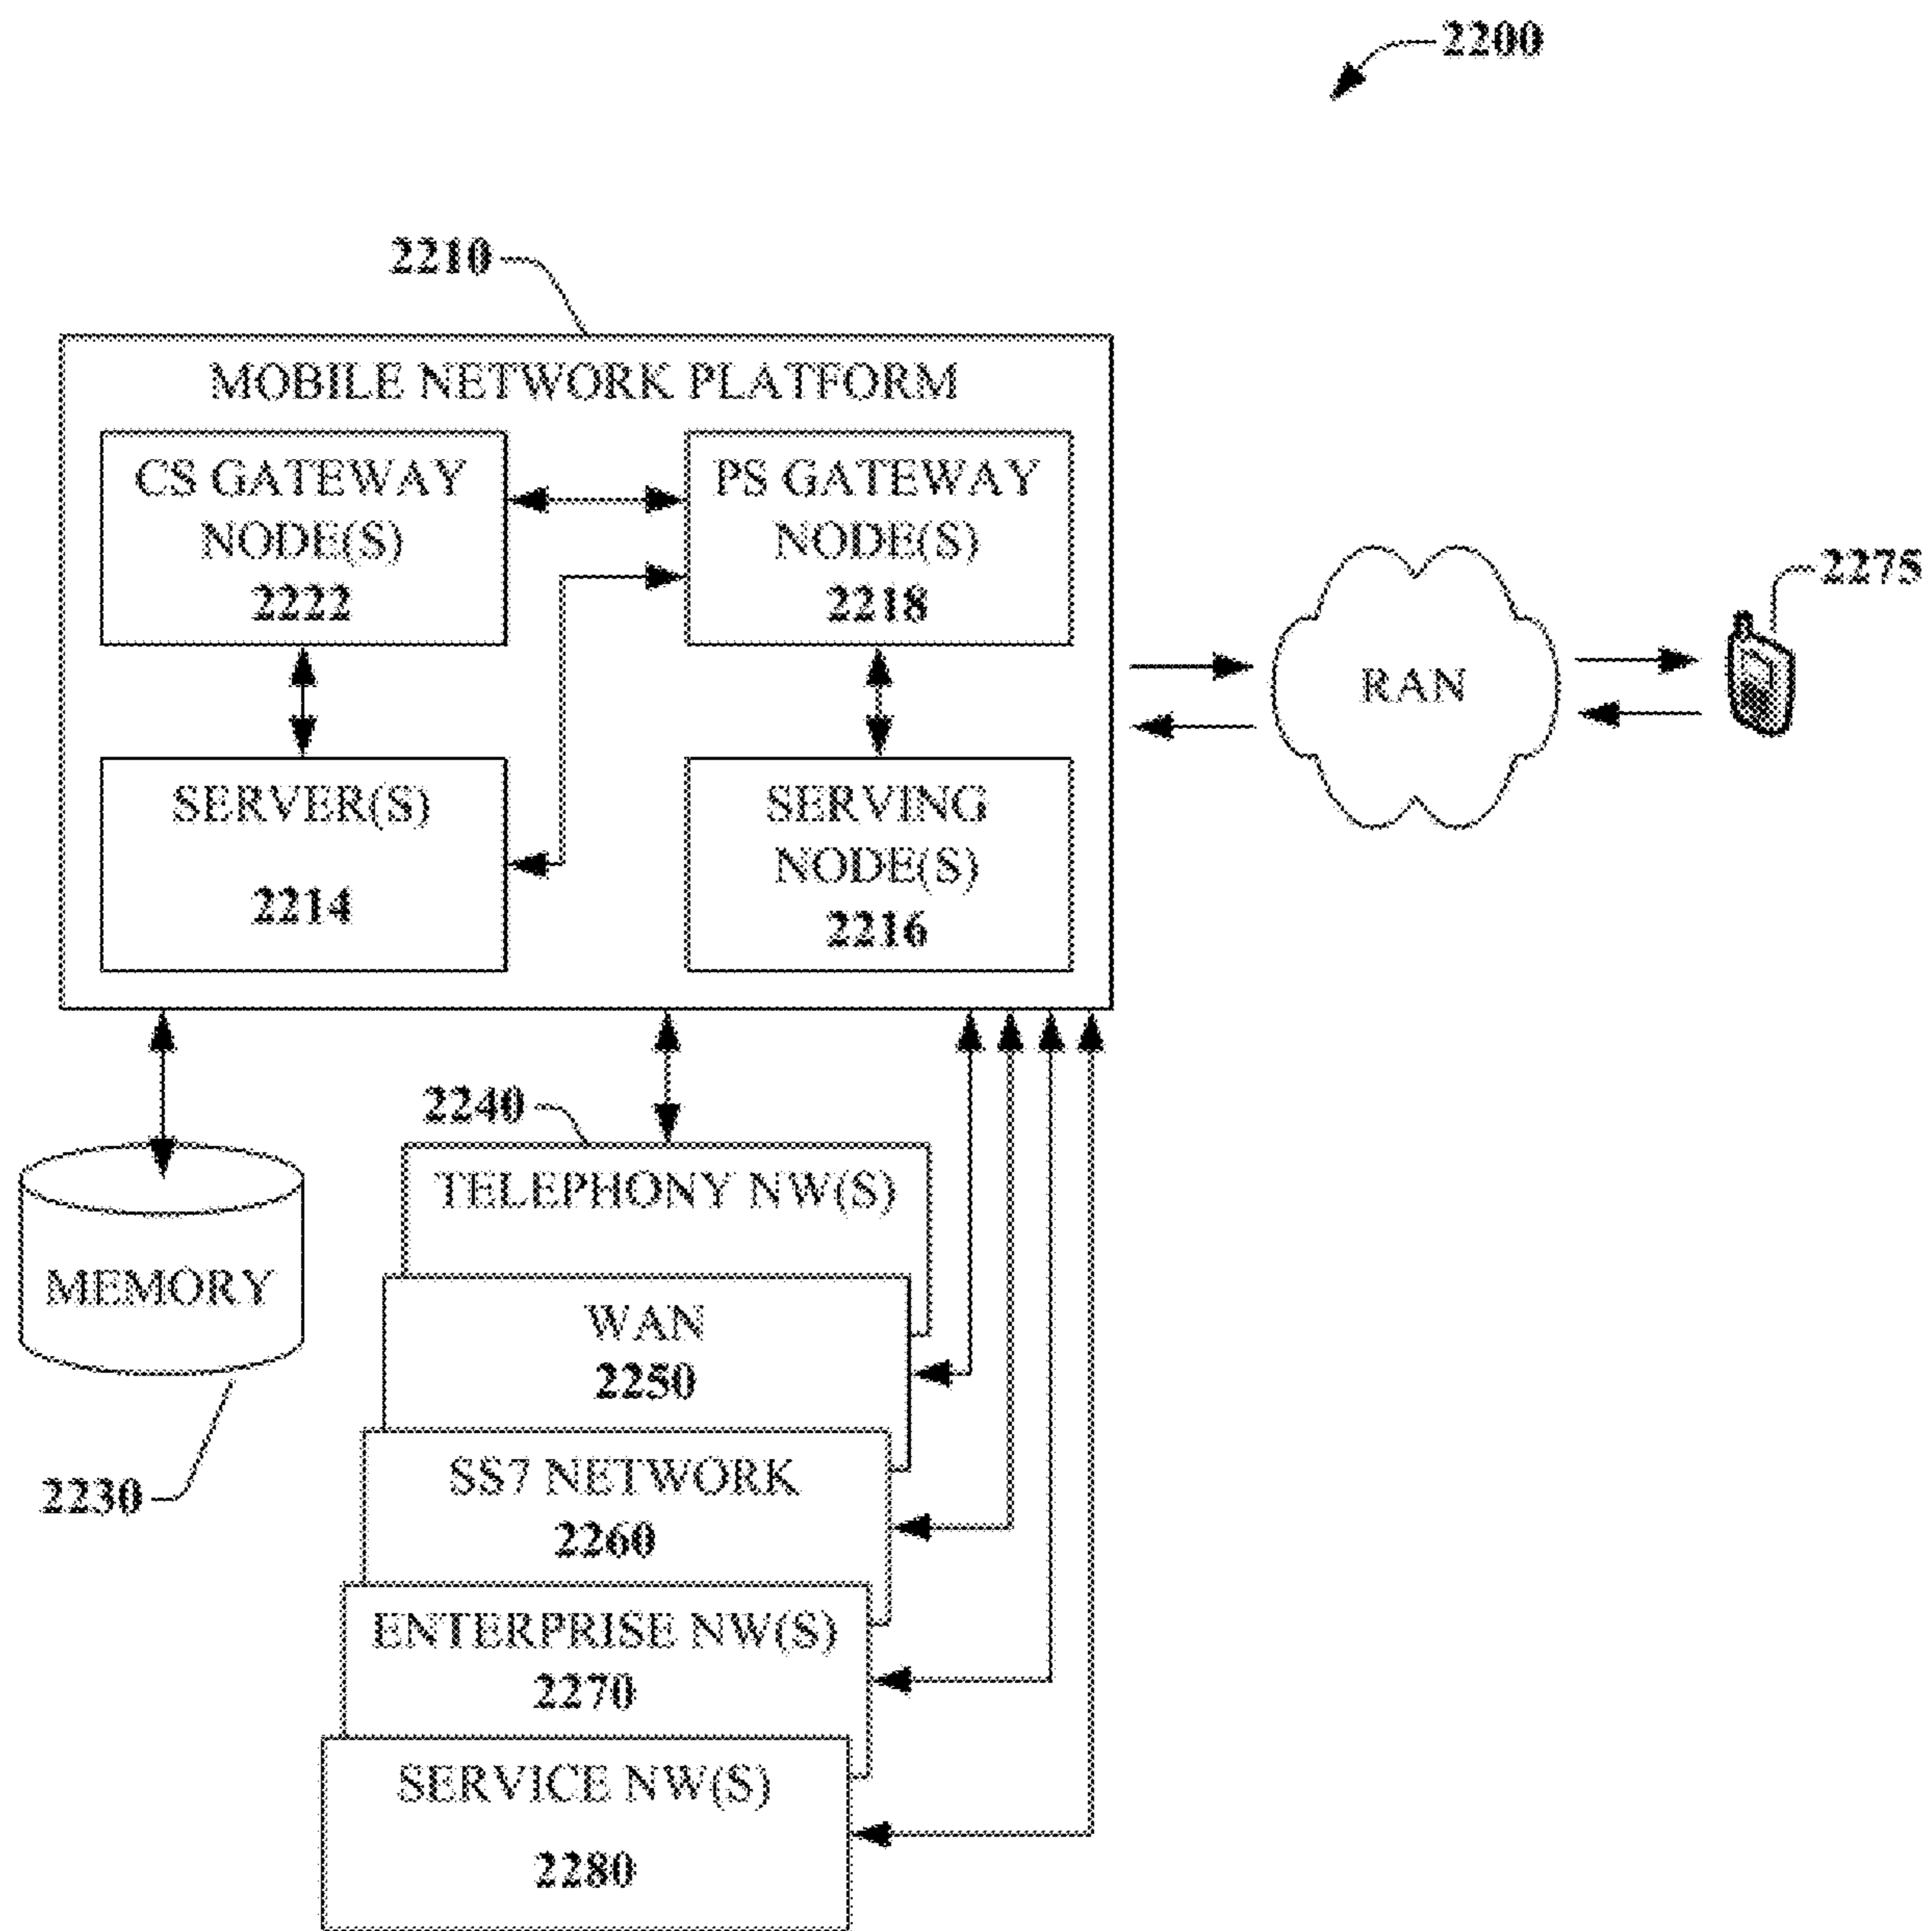 2200
2210
MOBILE NETWORK PLATFORM
CS GATEWAY
NODE(S)
2222
PS GATEWAY
NODE(S)
2218
SERVER(S)
2214
SERVING
NODE(S)
2216
RAN
2275
2240
TELEPHONY NW(S)
MEMORY
2230
WAN
2250
SS7 NETWORK
2260
ENTERPRISE NW(S)
2270
SERVICE NW(S)
2280